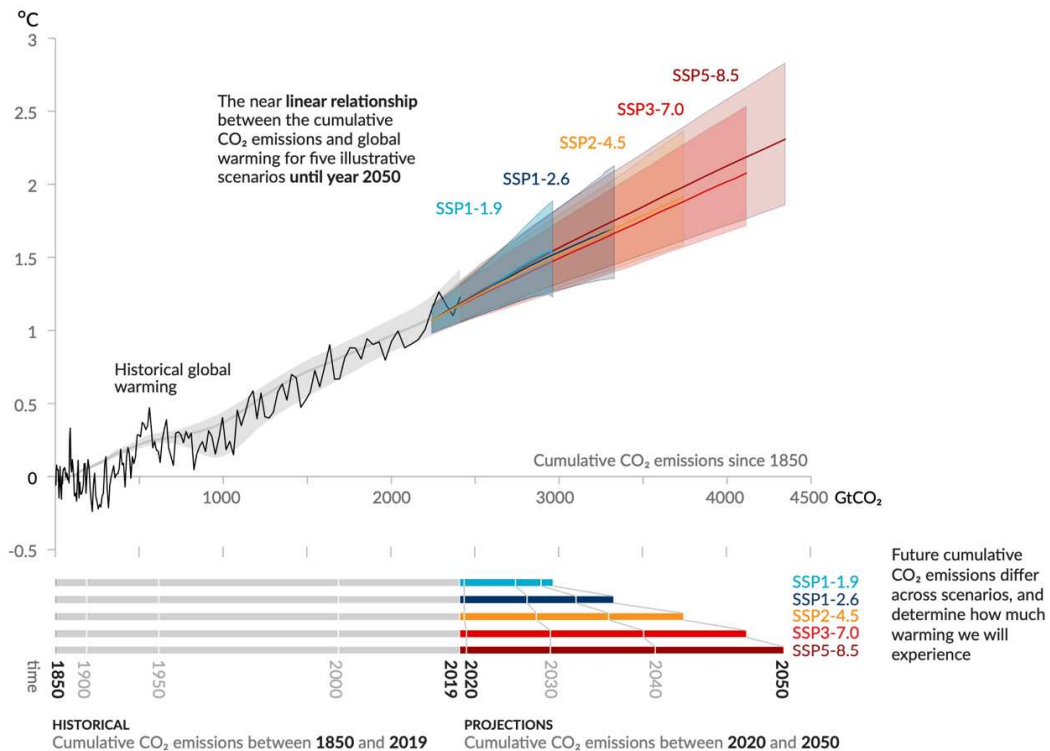 °C
3
2.5
2
1.5
1
0.5
0
-0.5
The near linear relationship
between the cumulative
CO₂ emissions and global
warming for five illustrative
scenarios until year 2050
SSP5-8.5
SSP3-7.0
SSP2-4.5
SSP1-2.6
SSP1-1.9
Historical global
warming
Cumulative CO₂ emissions since 1850
1000
2000
3000
4000
4500
GtCO₂
SSP1-1.9
SSP1-2.6
SSP2-4.5
SSP3-7.0
SSP5-8.5
Future cumulative
CO₂ emissions differ
across scenarios, and
determine how much
warming we will
experience
time
1850
1900
1950
2000
2019
2020
2030
2040
2050
HISTORICAL
Cumulative CO₂ emissions between 1850 and 2019
PROJECTIONS
Cumulative CO₂ emissions between 2020 and 2050